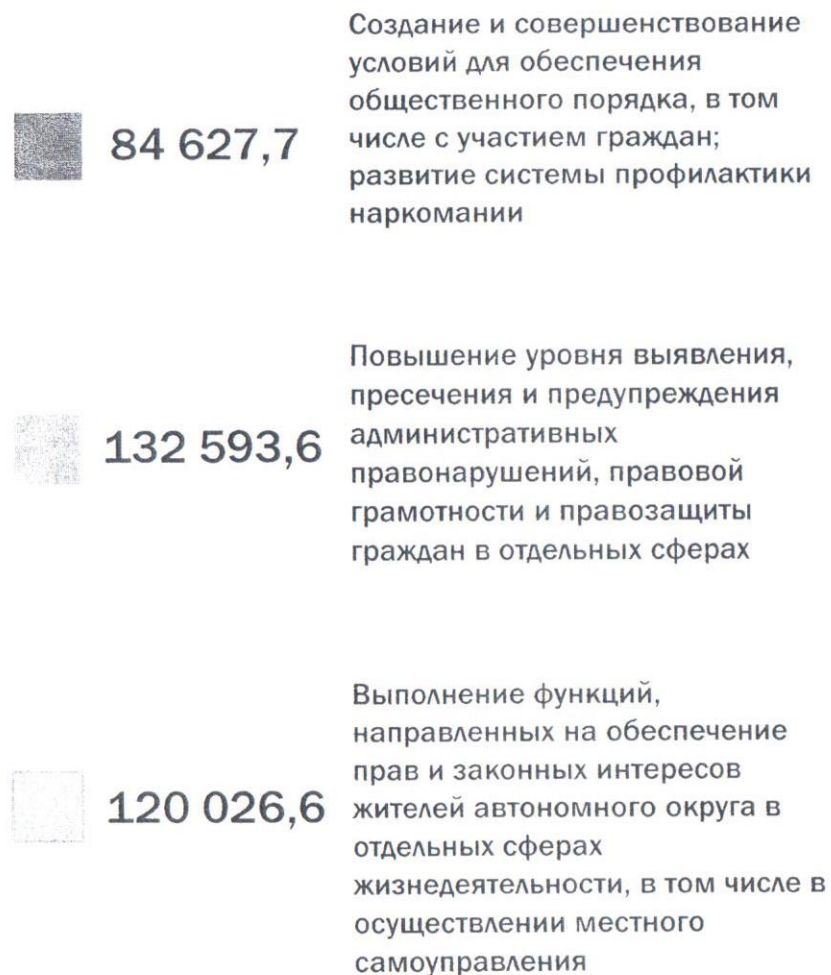 84 627,7
Создание и совершенствование
условий для обеспечения
общественного порядка, в том
числе с участием граждан;
развитие системы профилактики
наркомании
132 593,6
Повышение уровня выявления,
пресечения и предупреждения
административных
правонарушений, правовой
грамотности и правозащиты
граждан в отдельных сферах
120 026,6
Выполнение функций,
направленных на обеспечение
прав и законных интересов
жителей автономного округа в
отдельных сферах
жизнедеятельности, в том числе в
осуществлении местного
самоуправления